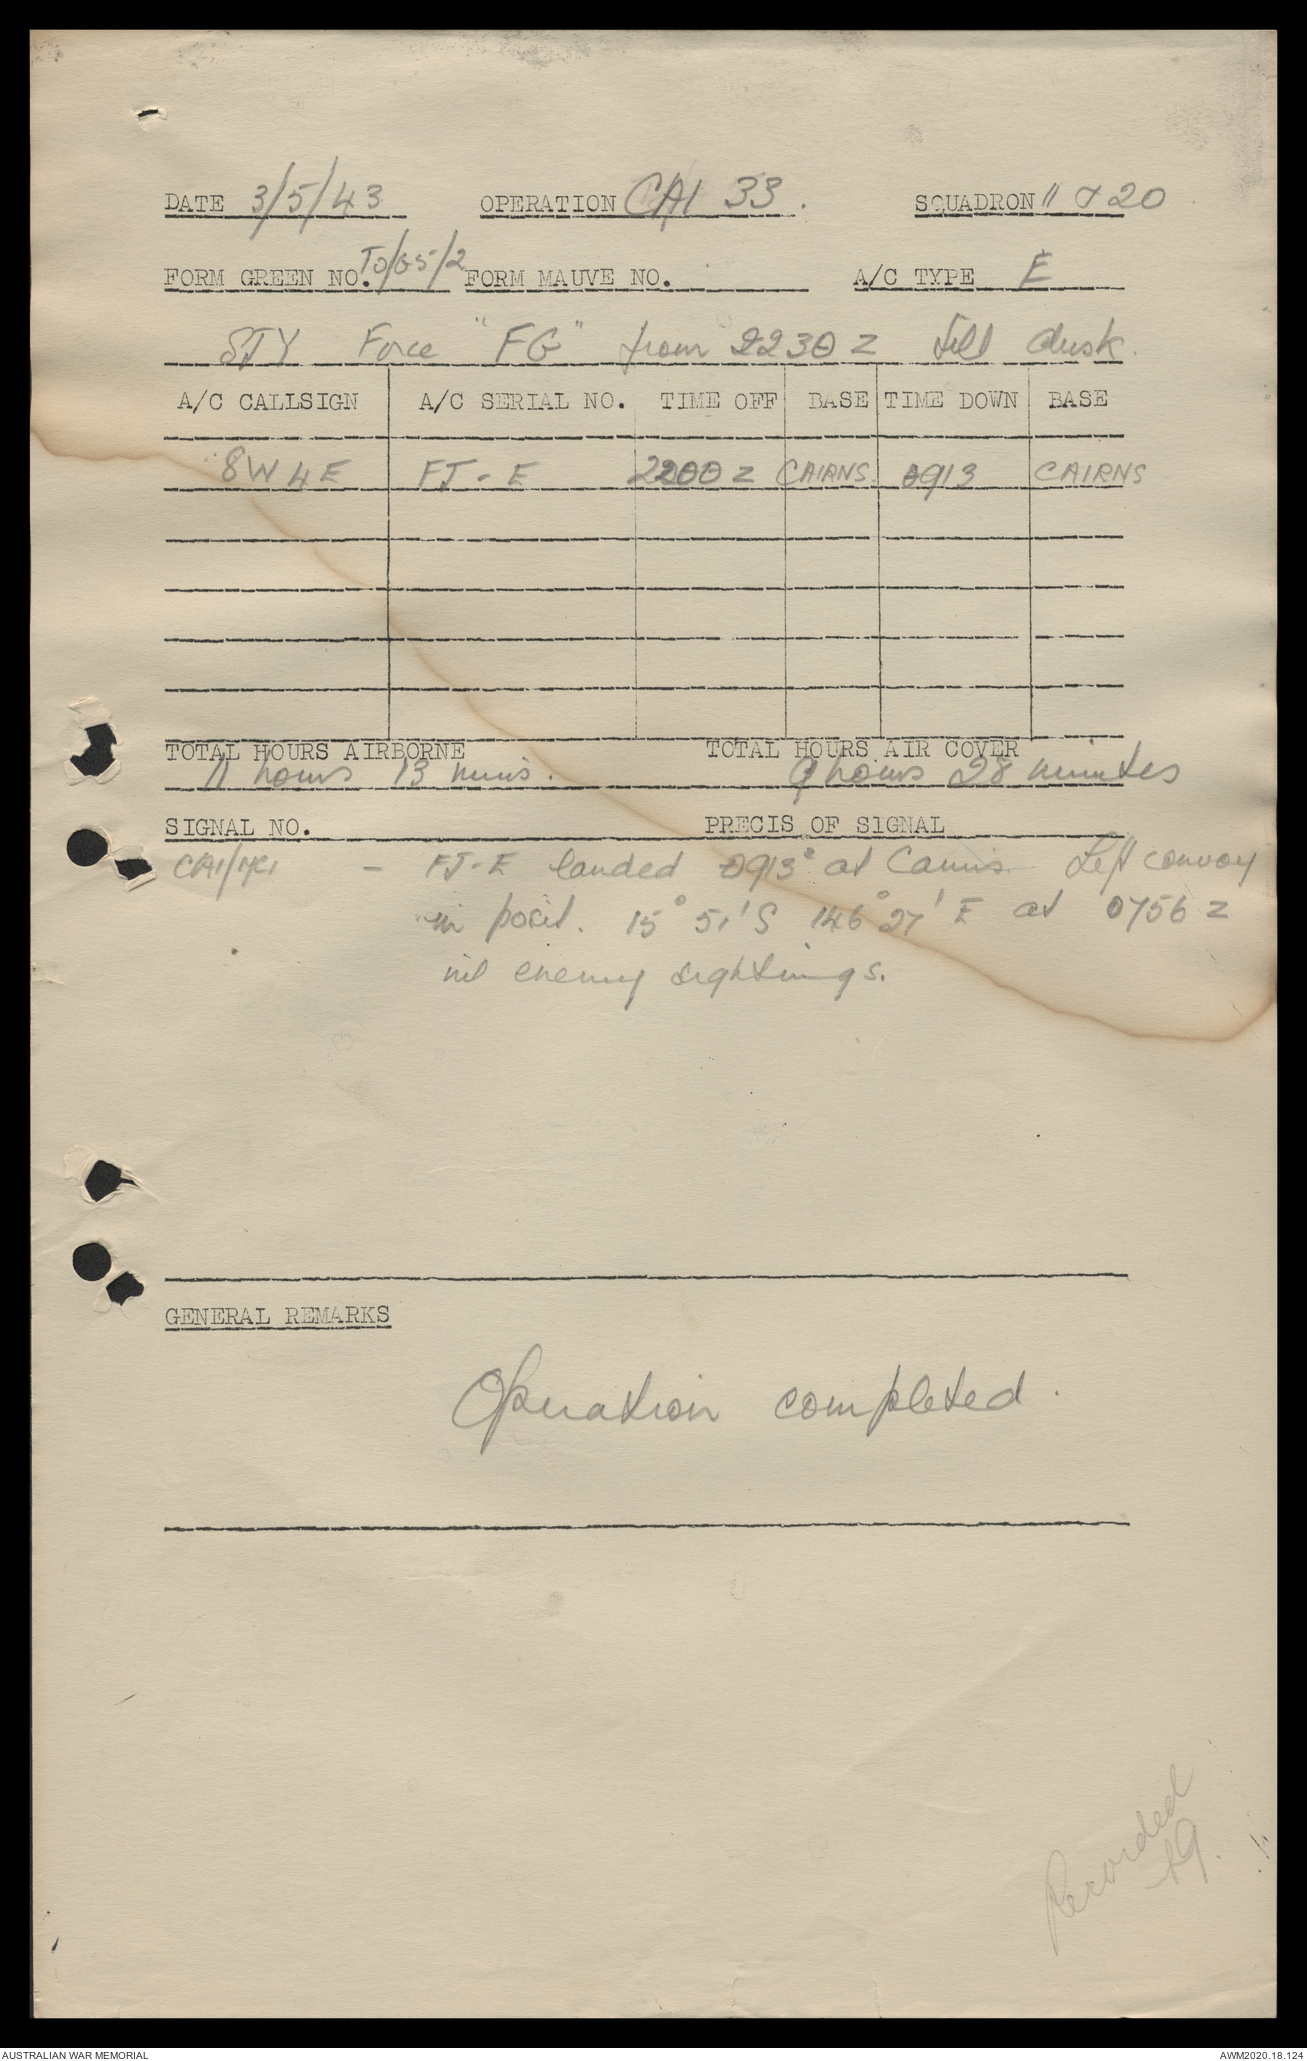 DATE 3/5/43 OPERATION CAI 33. SQUADRON 11 & 20
FORM GREEN NO. TO/G5/2 FORM MAUVE NO. A/C TYPE E
STY Force "FG" from 2230 Z till dusk.
A/C CALLSIGN A/C SERIAL NO. TIME OFF BASE TIME DOWN BASE
8W4E FJ-E 2200 Z CAIRNS 0913 CAIRNS
TOTAL HOURS AIRBORNE TOTAL HOURS AIR COVER
11 hours 13 mins. 9 hours 28 minutes
SIGNAL NO. PRECIS OF SIGNAL
- FJ-E landed 0913 Z at Cairns. Left convoy
in posit. 15° 51' S 146° 27' E at 0756 Z
nil enemy sightings.
GENERAL REMARKS
Operation completed.
Recorded
AUSTRALIAN WAR MEMORIAL AWM2020.18.124